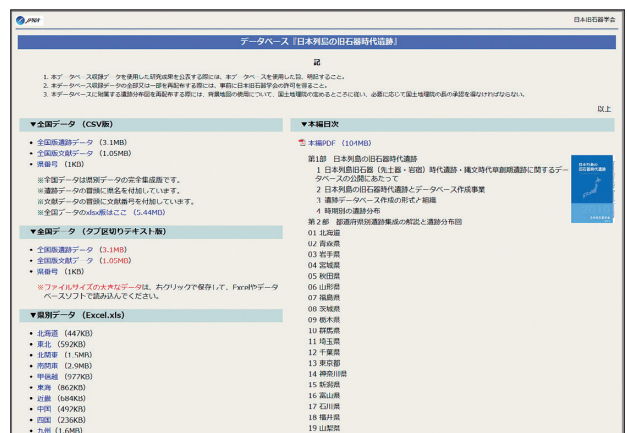 JPRA
日本旧石器学会
データベース『日本列島の旧石器時代遺跡』
記
1. 本データベース収録データを使用した研究成果を公表する際には、本データベースを使用した旨、明記すること。
2. 本データベース収録データの全部又は一部を再配布する際には、事前に日本旧石器学会の許可を得ること。
3. 本データベースに附属する遺跡分布図を再配布する際には、背景地図の使用について、国土地理院の定めるところに従い、必要に応じて国土地理院の長の承認を得なければならない。
以上
▼全国データ （CSV版）
• 全国版遺跡データ （3.1MB）
• 全国版文献データ （1.05MB）
• 県番号 （1KB）
※全国データは県別データの完全集成版です。
※遺跡データの冒頭に県名を付加しています。
※文献データの冒頭に文献番号を付加しています。
※全国データのxlsx版はここ （5.44MB）
▼全国データ （タブ区切りテキスト版）
• 全国版遺跡データ （3.1MB）
• 全国版文献データ （1.05MB）
• 県番号 （1KB）
※ファイルサイズの大きなデータは、右クリックで保存して、Excelやデータ
ベースソフトで読み込んでください。
▼県別データ （Excel.xls）
• 北海道 （447KB）
• 東北 （592KB）
• 北関東 （1.5MB）
• 南関東 （2.9MB）
• 甲信越 （977KB）
• 東海 （862KB）
• 近畿 （684KB）
• 中国 （492KB）
• 四国 （236KB）
• 九州 （1.6MB）
▼本編目次
本編PDF （104MB）
第1部 日本列島の旧石器時代遺跡
1 日本列島の旧石器（先土器・岩宿）時代遺跡・縄文時代草創期遺跡に関するデー
タベースの公開にあたって
2 日本列島の旧石器時代遺跡とデータベース作成事業
3 遺跡データベース作成の形式と組織
4 時期別の遺跡分布
第２部 都道府県別遺跡集成の解説と遺跡分布図
01 北海道
02 青森県
03 岩手県
04 宮城県
05 秋田県
06 山形県
07 福島県
08 茨城県
09 栃木県
10 群馬県
11 埼玉県
12 千葉県
13 東京都
14 神奈川県
15 新潟県
16 富山県
17 石川県
18 福井県
19 山梨県
日本列島の
旧石器時代遺跡